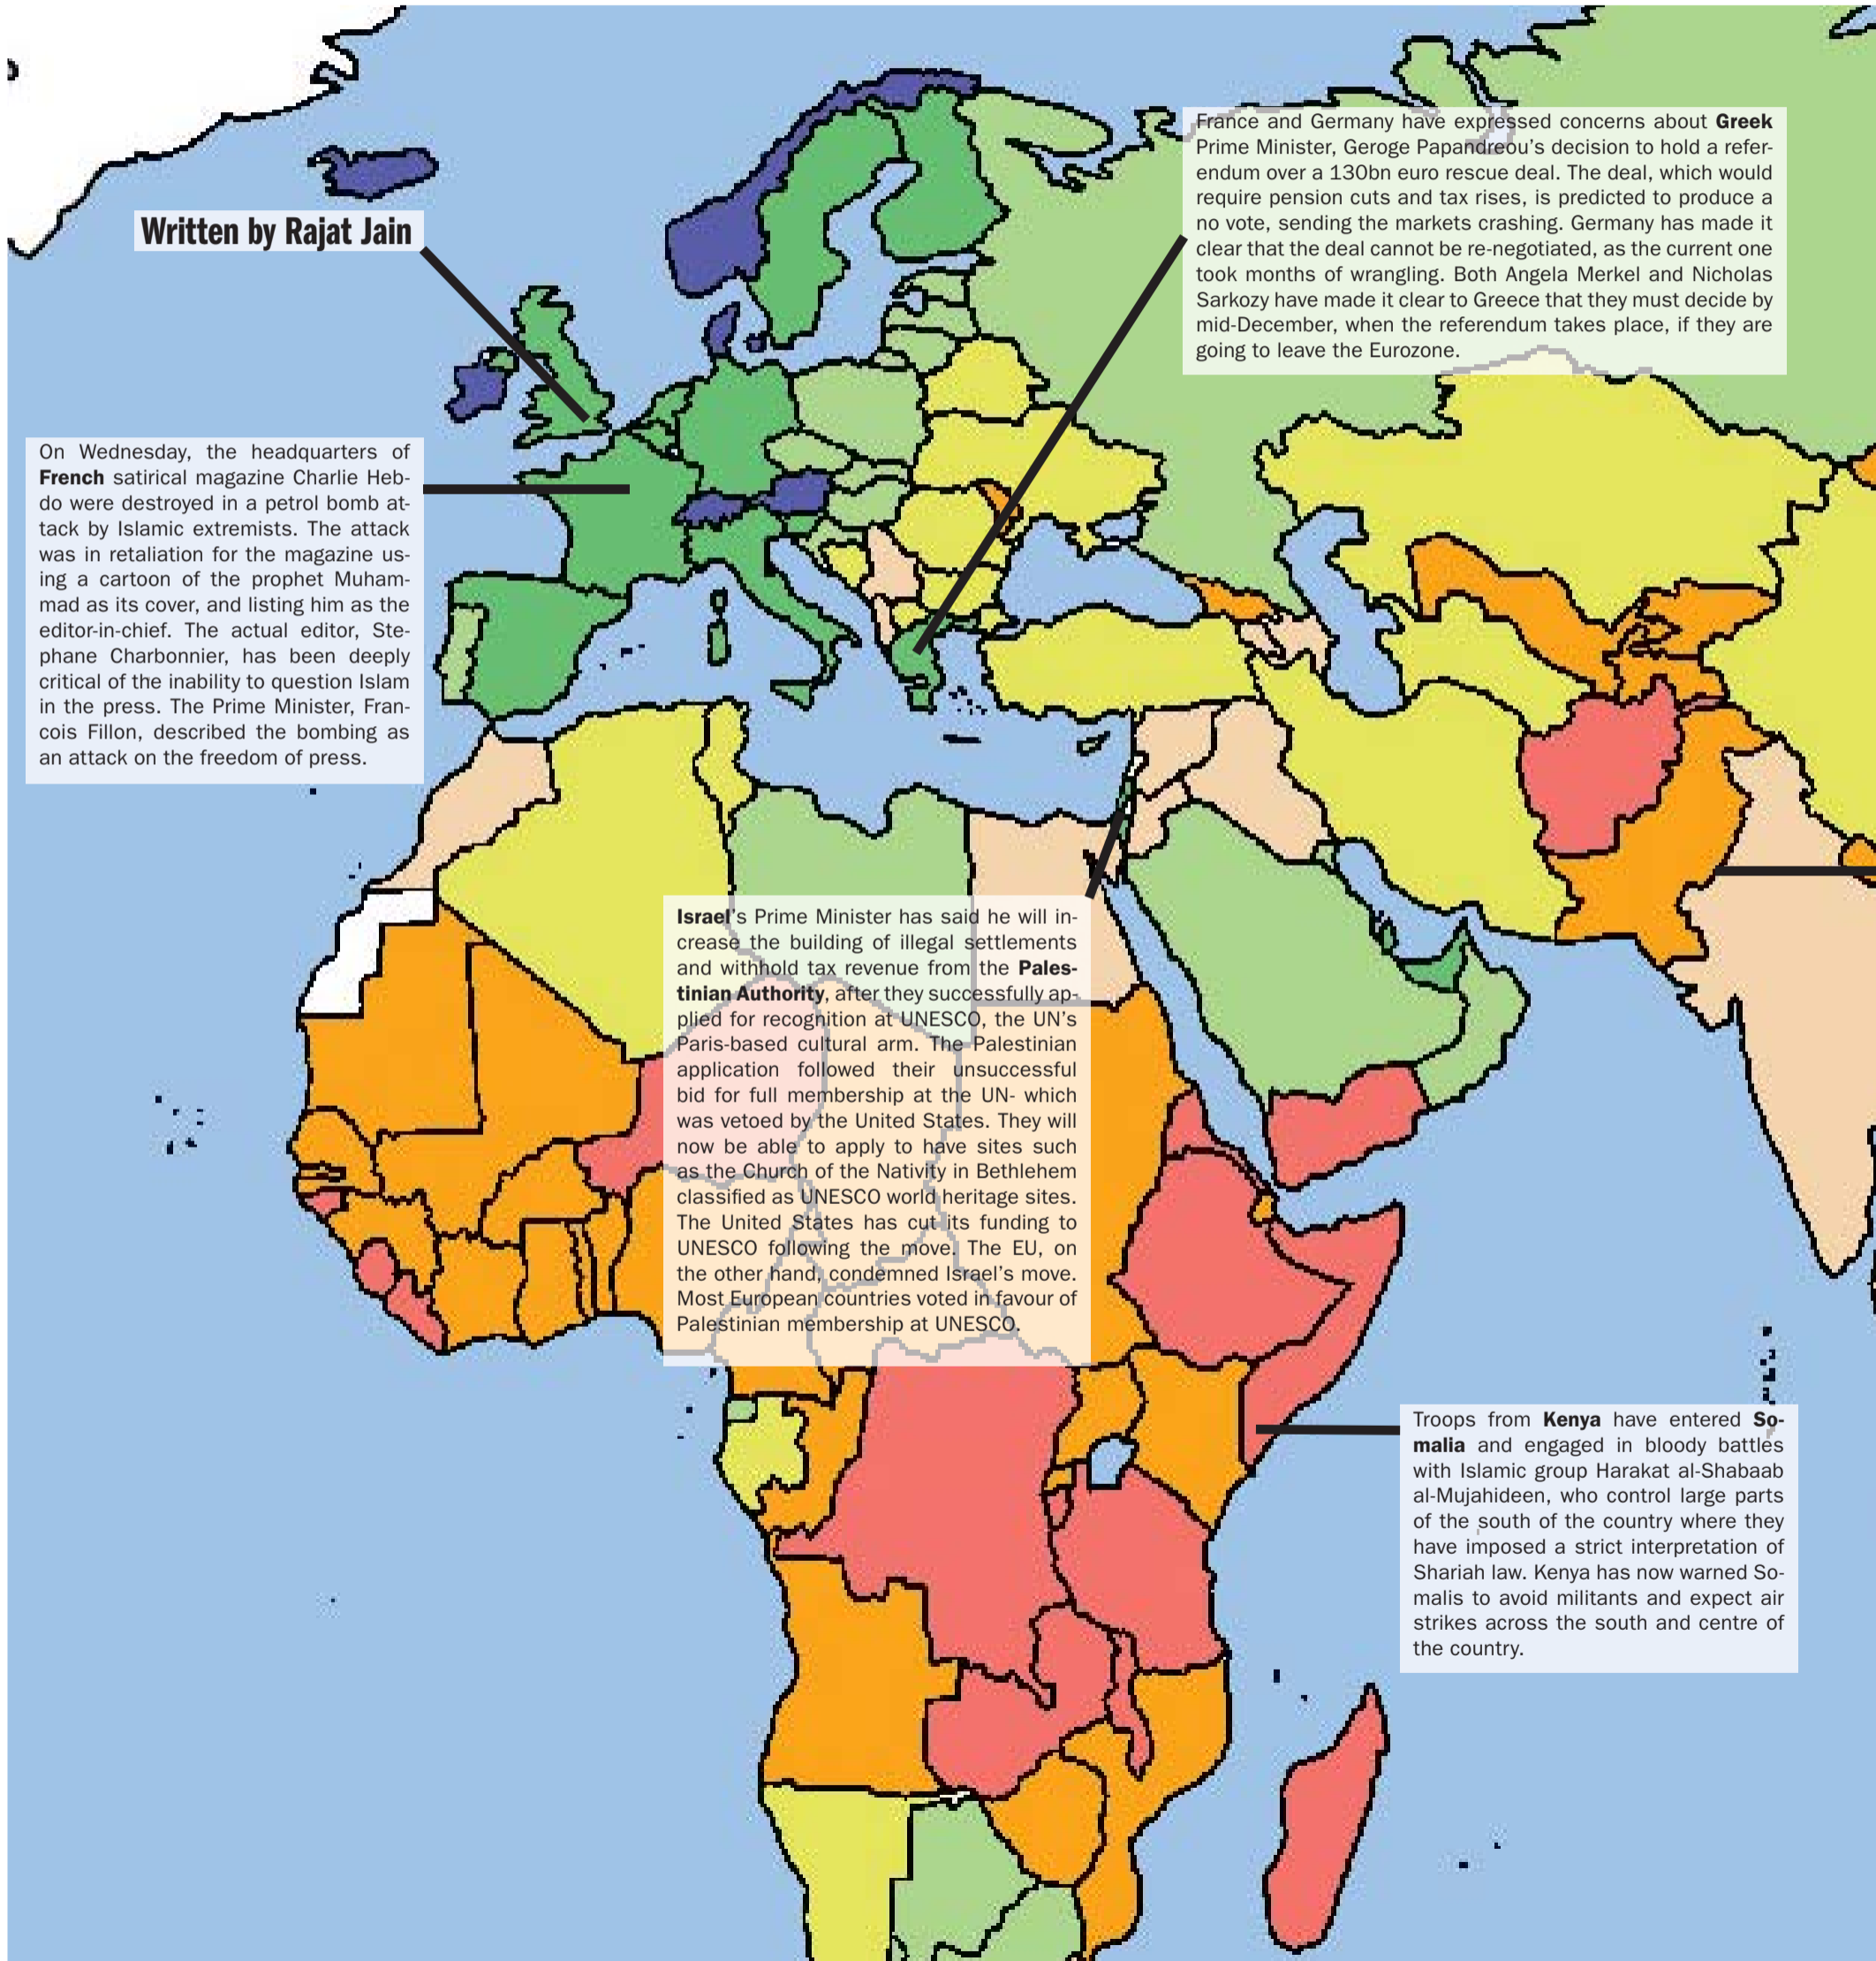 Written by Rajat Jain
France and Germany have expressed concerns about Greek
Prime Minister, Geroge Papandreou's decision to hold a refer-
endum over a 130bn euro rescue deal. The deal, which would
require pension cuts and tax rises, is predicted to produce a
no vote, sending the markets crashing. Germany has made it
clear that the deal cannot be re-negotiated, as the current one
took months of wrangling. Both Angela Merkel and Nicholas
Sarkozy have made it clear to Greece that they must decide by
mid-December, when the referendum takes place, if they are
going to leave the Eurozone.
On Wednesday, the headquarters of
French satirical magazine Charlie Heb-
do were destroyed in a petrol bomb at-
tack by Islamic extremists. The attack
was in retaliation for the magazine us-
ing a cartoon of the prophet Muham-
mad as its cover, and listing him as the
editor-in-chief. The actual editor, Ste-
phane Charbonnier, has been deeply
critical of the inability to question Islam
in the press. The Prime Minister, Fran-
cois Fillon, described the bombing as
an attack on the freedom of press.
Israel's Prime Minister has said he will in-
crease the building of illegal settlements
and withhold tax revenue from the Pales-
tinian Authority, after they successfully ap-
plied for recognition at UNESCO, the UN's
Paris-based cultural arm. The Palestinian
application followed their unsuccessful
bid for full membership at the UN- which
was vetoed by the United States. They will
now be able to apply to have sites such
as the Church of the Nativity in Bethlehem
classified as UNESCO world heritage sites.
The United States has cut its funding to
UNESCO following the move. The EU, on
the other hand, condemned Israel's move.
Most European countries voted in favour of
Palestinian membership at UNESCO.
Troops from Kenya have entered So-
malia and engaged in bloody battles
with Islamic group Harakat al-Shabaab
al-Mujahideen, who control large parts
of the south of the country where they
have imposed a strict interpretation of
Shariah law. Kenya has now warned So-
malis to avoid militants and expect air
strikes across the south and centre of
the country.